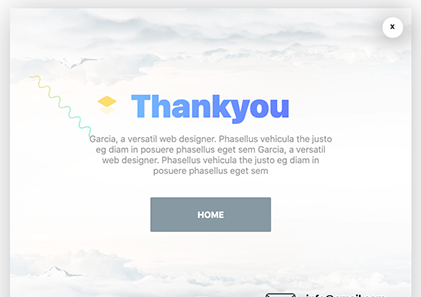 x
Thankyou
Garcia, a versatil web designer. Phasellus vehicula the justo
eg diam in posuere phasellus eget sem Garcia, a versatil
web designer. Phasellus vehicula the justo eg diam in
posuere phasellus eget sem
HOME